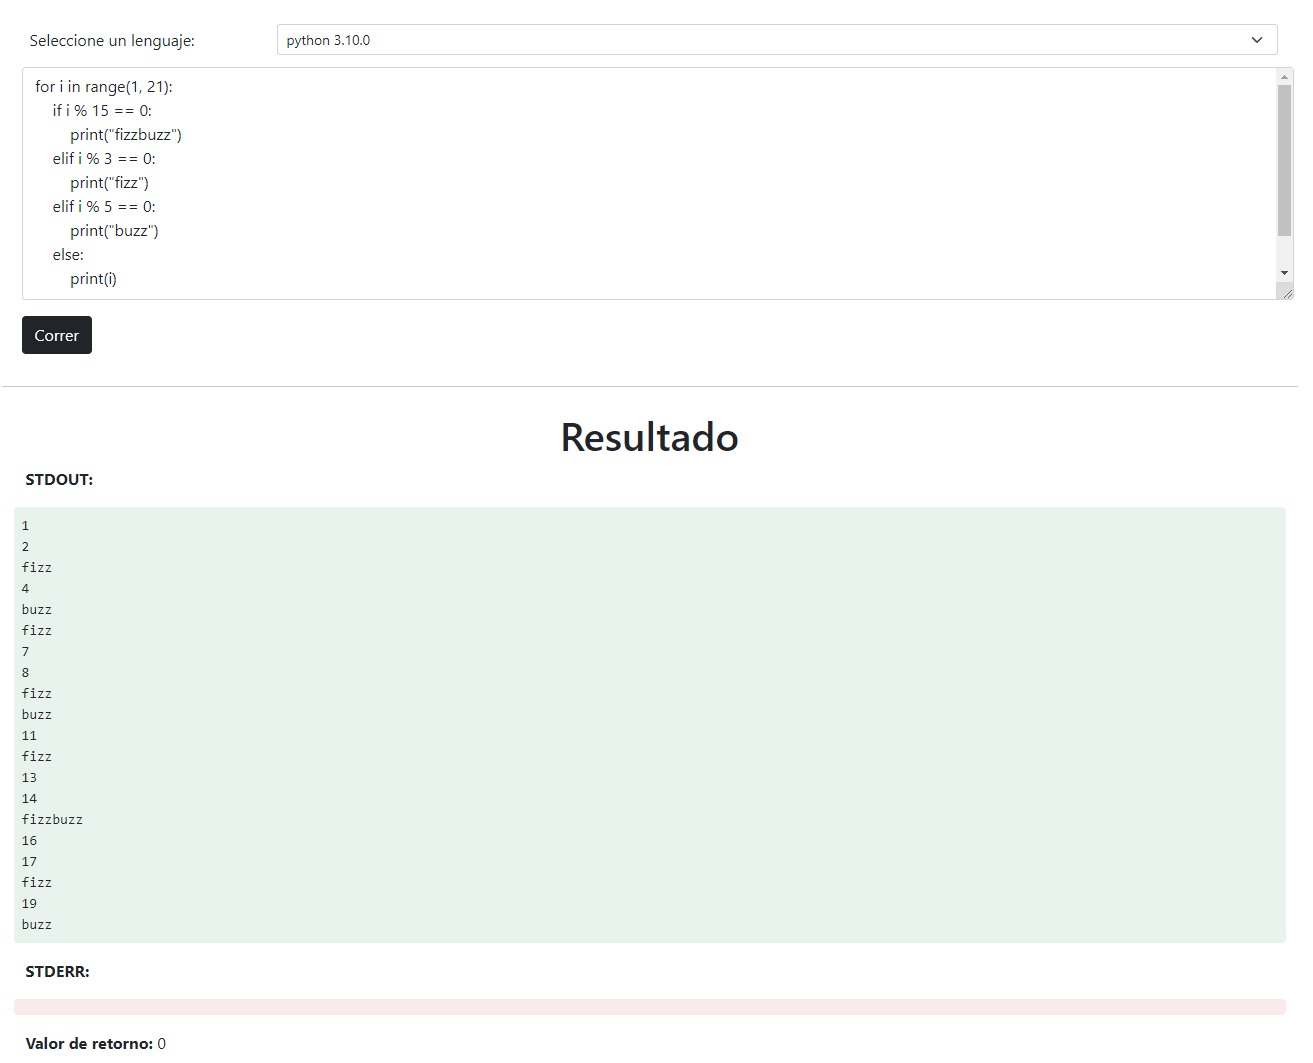 Seleccione un lenguaje: python 3.10.0
for i in range(1, 21):
    if i % 15 == 0:
        print("fizzbuzz")
    elif i % 3 == 0:
        print("fizz")
    elif i % 5 == 0:
        print("buzz")
    else:
        print(i)
Correr
Resultado
STDOUT:
1
2
fizz
4
buzz
fizz
7
8
fizz
buzz
11
fizz
13
14
fizzbuzz
16
17
fizz
19
buzz
STDERR:
Valor de retorno: 0